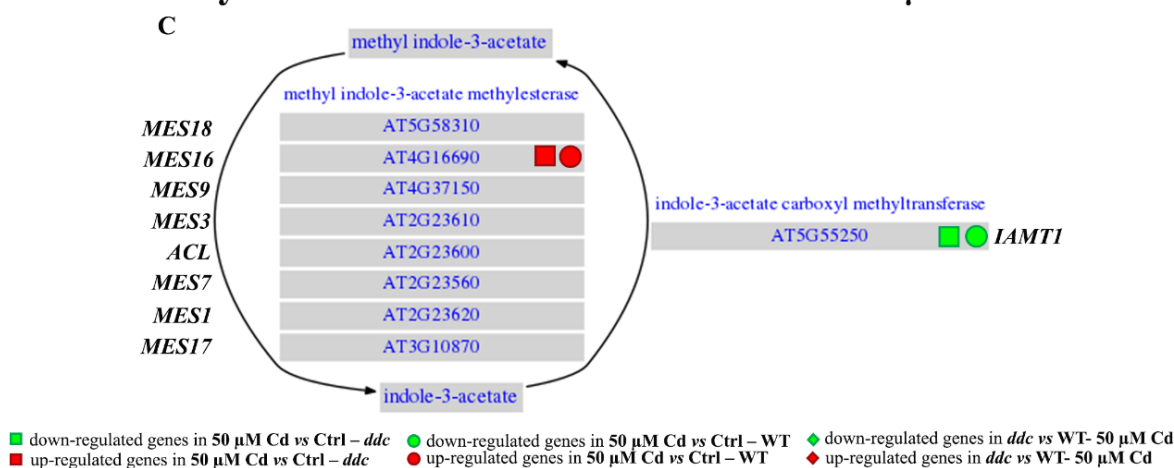 C
methyl indole-3-acetate
methyl indole-3-acetate methylesterase
MES18 AT5G58310
MES16 AT4G16690
MES9 AT4G37150
MES3 AT2G23610
ACL AT2G23600
MES7 AT2G23560
MES1 AT2G23620
MES17 AT3G10870
indole-3-acetate carboxyl methyltransferase
AT5G55250 IAMT1
indole-3-acetate
down-regulated genes in 50 µM Cd vs Ctrl – ddc down-regulated genes in 50 µM Cd vs Ctrl – WT down-regulated genes in ddc vs WT- 50 µM Cd
up-regulated genes in 50 µM Cd vs Ctrl – ddc up-regulated genes in 50 µM Cd vs Ctrl – WT up-regulated genes in ddc vs WT- 50 µM Cd